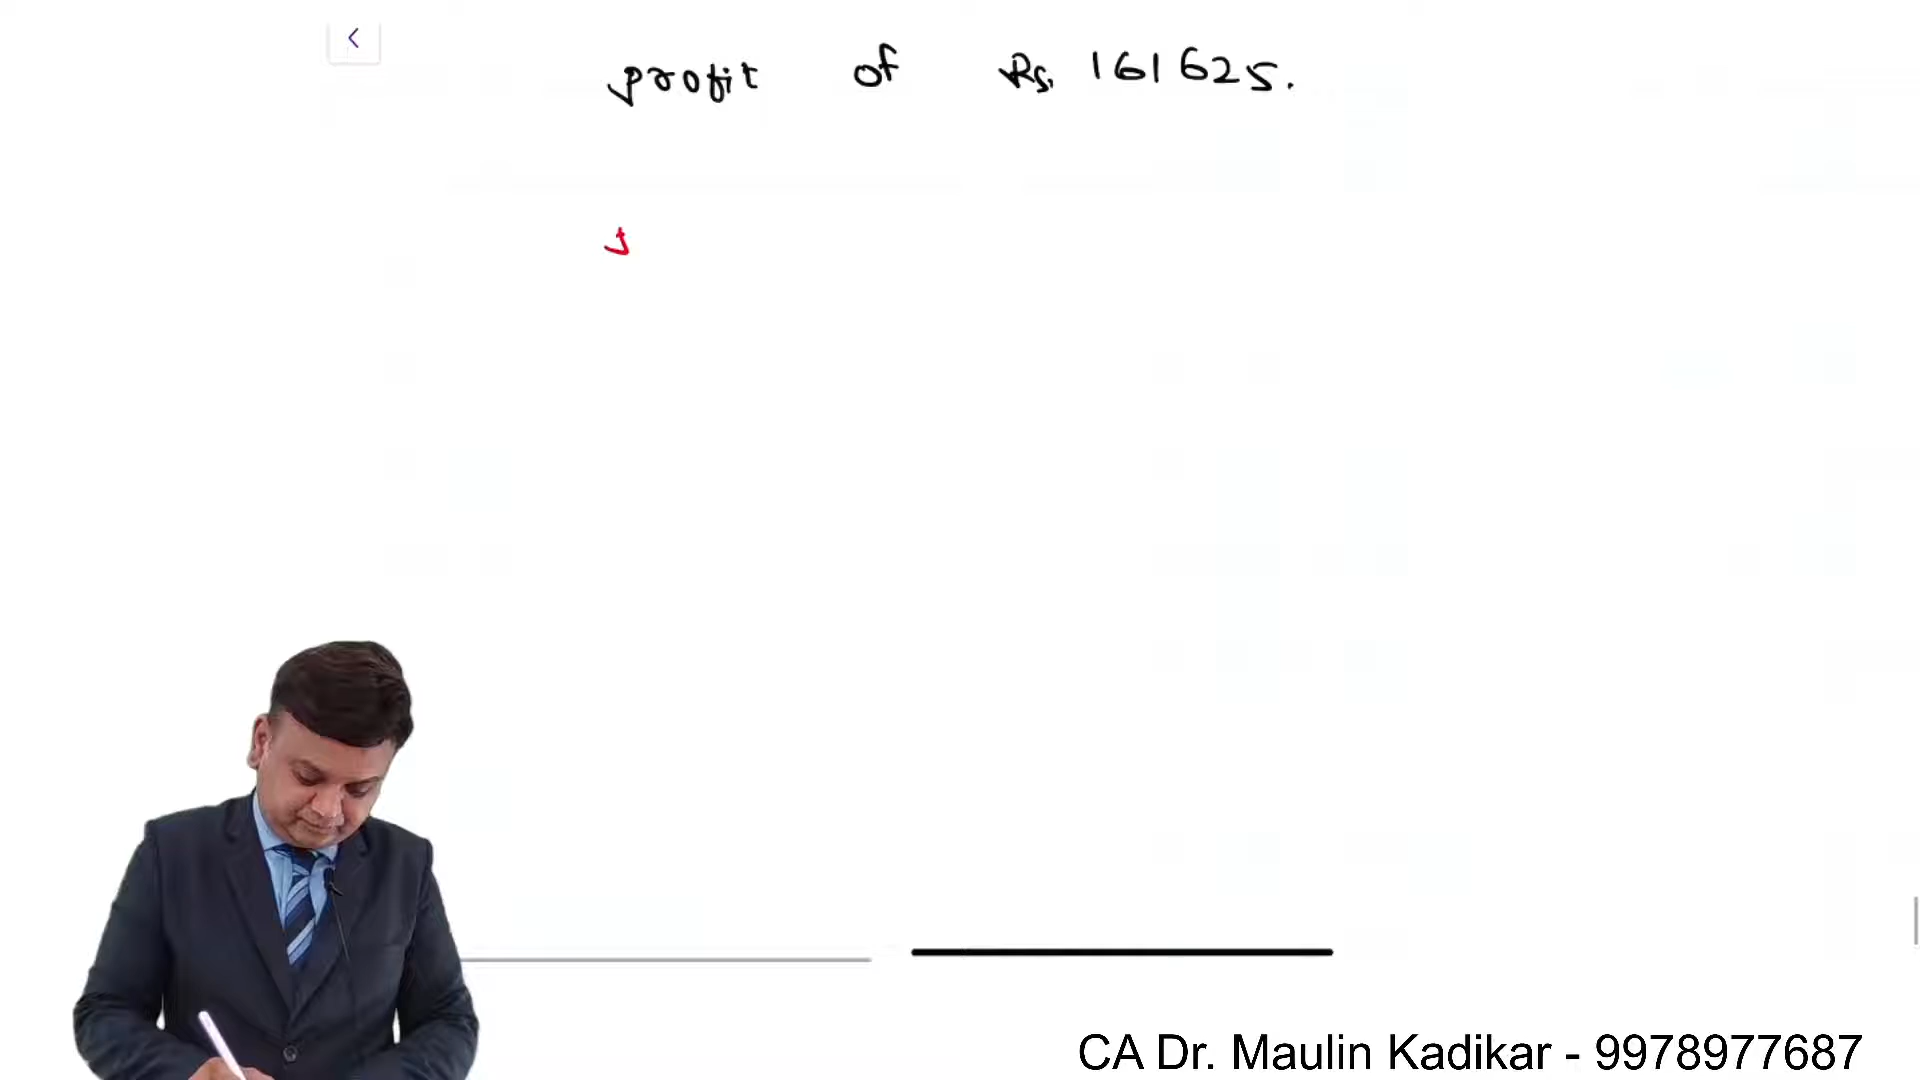 profit of Rs. 161625.
CA Dr. Maulin Kadikar - 9978977687